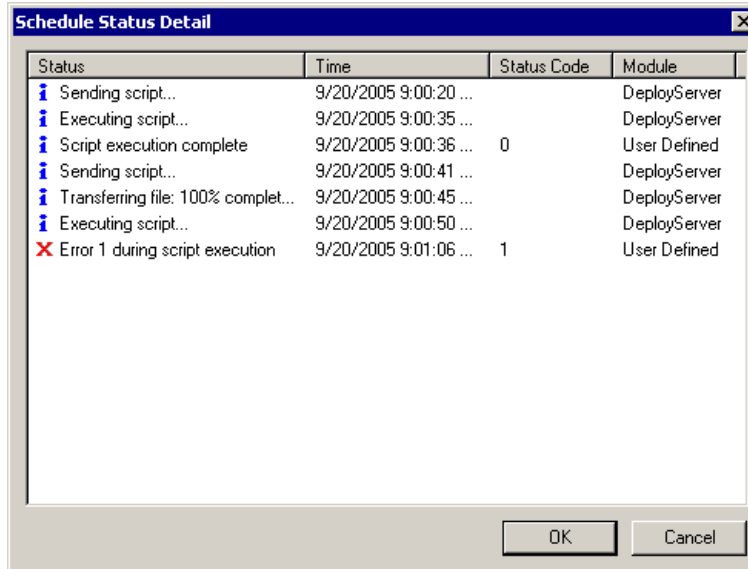 Schedule Status Detail
Status Time Status Code Module
Sending script... 9/20/2005 9:00:20 ... DeployServer
Executing script... 9/20/2005 9:00:35 ... DeployServer
Script execution complete 9/20/2005 9:00:36 ... 0 User Defined
Sending script... 9/20/2005 9:00:41 ... DeployServer
Transferring file: 100% complet... 9/20/2005 9:00:45 ... DeployServer
Executing script... 9/20/2005 9:00:50 ... DeployServer
Error 1 during script execution 9/20/2005 9:01:06 ... 1 User Defined
OK Cancel